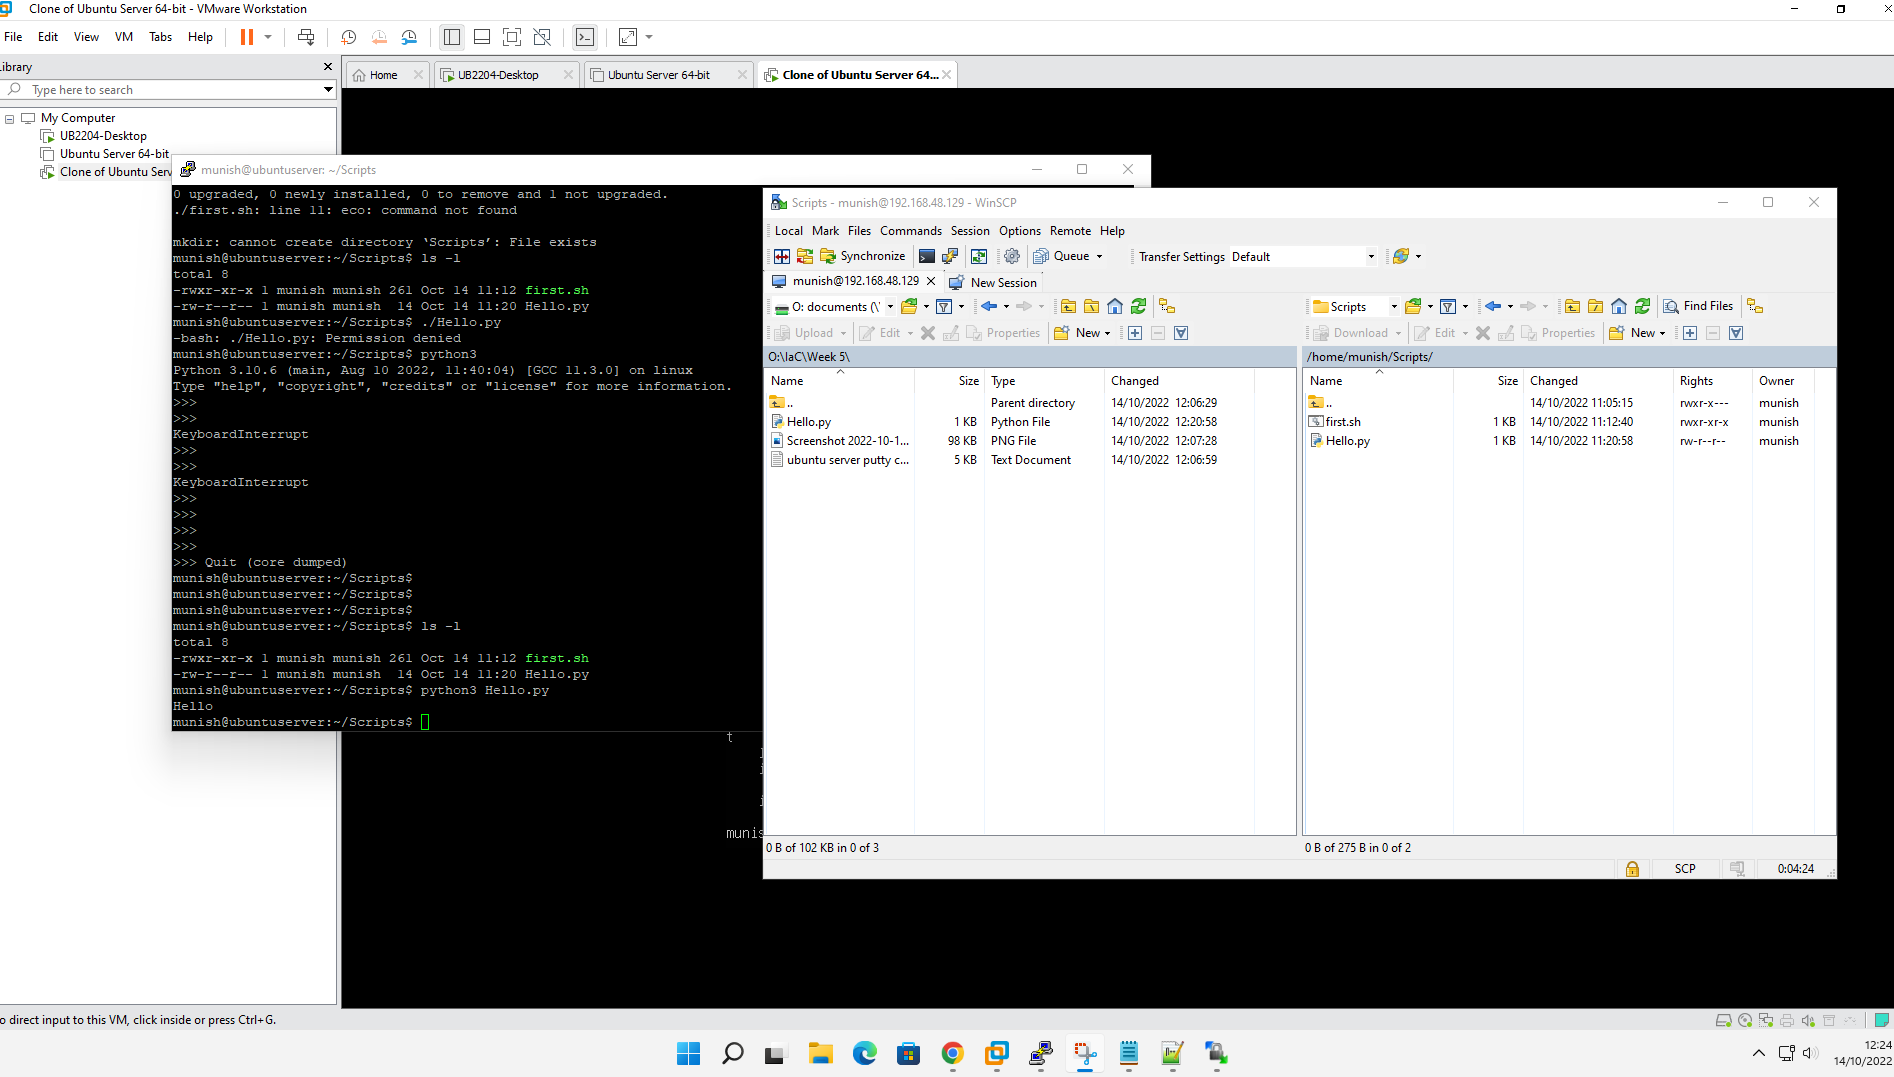 Clone of Ubuntu Server 64-bit - VMware Workstation
File Edit View VM Tabs Help
Library
Type here to search
My Computer
UB2204-Desktop
Ubuntu Server 64-bit
Clone of Ubuntu Serv
Home
UB2204-Desktop
Ubuntu Server 64-bit
Clone of Ubuntu Server 64...
munish@ubuntuserver: ~/Scripts
0 upgraded, 0 newly installed, 0 to remove and 1 not upgraded.
./first.sh: line 11: eco: command not found
mkdir: cannot create directory ‘Scripts’: File exists
munish@ubuntuserver:~/Scripts$ ls -l
total 8
-rwxr-xr-x 1 munish munish 261 Oct 14 11:12 first.sh
-rw-r--r-- 1 munish munish  14 Oct 14 11:20 Hello.py
munish@ubuntuserver:~/Scripts$ ./Hello.py
-bash: ./Hello.py: Permission denied
munish@ubuntuserver:~/Scripts$ python3
Python 3.10.6 (main, Aug 10 2022, 11:40:04) [GCC 11.3.0] on linux
Type "help", "copyright", "credits" or "license" for more information.
>>>
>>>
KeyboardInterrupt
>>>
>>>
KeyboardInterrupt
>>>
>>>
>>>
>>>
>>> Quit (core dumped)
munish@ubuntuserver:~/Scripts$
munish@ubuntuserver:~/Scripts$
munish@ubuntuserver:~/Scripts$
munish@ubuntuserver:~/Scripts$ ls -l
total 8
-rwxr-xr-x 1 munish munish 261 Oct 14 11:12 first.sh
-rw-r--r-- 1 munish munish  14 Oct 14 11:20 Hello.py
munish@ubuntuserver:~/Scripts$ python3 Hello.py
Hello
munish@ubuntuserver:~/Scripts$
t
munis
Scripts - munish@192.168.48.129 - WinSCP
Local Mark Files Commands Session Options Remote Help
Synchronize Queue Transfer Settings Default
munish@192.168.48.129 New Session
O: documents (\\
Upload Edit Properties New
O:\IaC\Week 5\
Name Size Type Changed
.. Parent directory 14/10/2022 12:06:29
Hello.py 1 KB Python File 14/10/2022 12:20:58
Screenshot 2022-10-1... 98 KB PNG File 14/10/2022 12:07:28
ubuntu server putty c... 5 KB Text Document 14/10/2022 12:06:59
0 B of 102 KB in 0 of 3
Scripts Find Files
Download Edit Properties New
/home/munish/Scripts/
Name Size Changed Rights Owner
.. 14/10/2022 11:05:15 rwxr-x--- munish
first.sh 1 KB 14/10/2022 11:12:40 rwxr-xr-x munish
Hello.py 1 KB 14/10/2022 11:20:58 rw-r--r-- munish
0 B of 275 B in 0 of 2
SCP 0:04:24
o direct input to this VM, click inside or press Ctrl+G.
12:24
14/10/2022